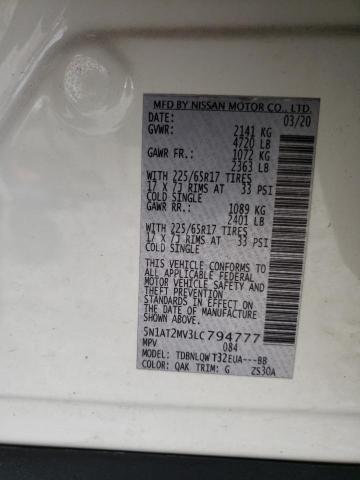 MFD BY NISSAN MOTOR CO., LTD.
DATE: 03/20
GVWR: 2141 KG
4720 LB
GAWR FR.: 1072 KG
2363 LB
WITH 225/65R17 TIRES
17 X 7J RIMS AT 33 PSI
COLD SINGLE
GAWR RR.: 1089 KG
2401 LB
WITH 225/65R17 TIRES
17 X 7J RIMS AT 33 PSI
COLD SINGLE
THIS VEHICLE CONFORMS TO
ALL APPLICABLE FEDERAL
MOTOR VEHICLE SAFETY AND
THEFT PREVENTION
STANDARDS IN EFFECT ON
THE DATE OF MANUFACTURE
SHOWN ABOVE.
5N1AT2MV3LC794777
MPV 084
MODEL: TDBNLQWT32EUA---BB
COLOR: QAK TRIM: G ZS30A